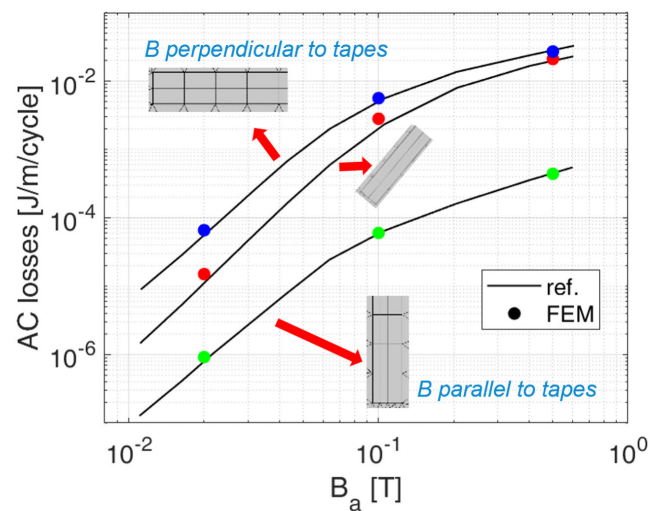 B perpendicular to tapes
10^-2
10^-4
10^-6
AC losses [J/m/cycle]
ref.
FEM
B parallel to tapes
10^-2
10^-1
10^0
B_a [T]